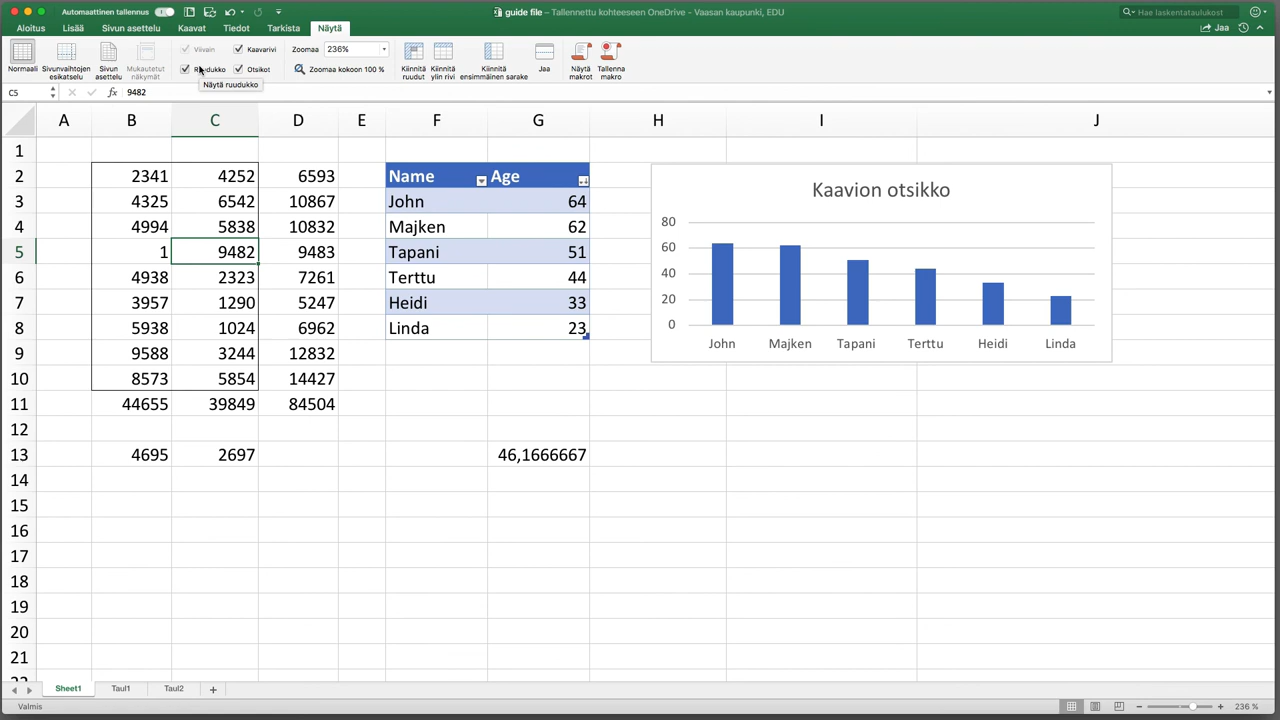 Automaattinen tallennus
guide file – Tallennettu kohteeseen OneDrive - Vaasan kaupunki, EDU
Hae laskentataulukost
Aloitus Lisää Sivun asettelu Kaavat Tiedot Tarkista Näytä
Jaa
Normaali
Sivunvaihtojen esikatselu
Sivun asettelu
Mukautetut näkymät
Viivain
Kaavarivi
Ruudukko
Otsikot
Zoomaa 236%
Zoomaa kokoon 100 %
Kiinnitä ruudut
Kiinnitä ylin rivi
Kiinnitä ensimmäinen sarake
Jaa
Näytä makrot
Tallenna makro
Näytä ruudukko
C5 fx 9482
A B C D E F G H I J
1
2 2341 4252 6593 Name Age
3 4325 6542 10867 John 64
4 4994 5838 10832 Majken 62
5 1 9482 9483 Tapani 51
6 4938 2323 7261 Terttu 44
7 3957 1290 5247 Heidi 33
8 5938 1024 6962 Linda 23
9 9588 3244 12832
10 8573 5854 14427
11 44655 39849 84504
12
13 4695 2697 46,1666667
14
15
16
17
18
19
20
21
Kaavion otsikko
80
60
40
20
0
John Majken Tapani Terttu Heidi Linda
Sheet1 Taul1 Taul2
Valmis
236 %